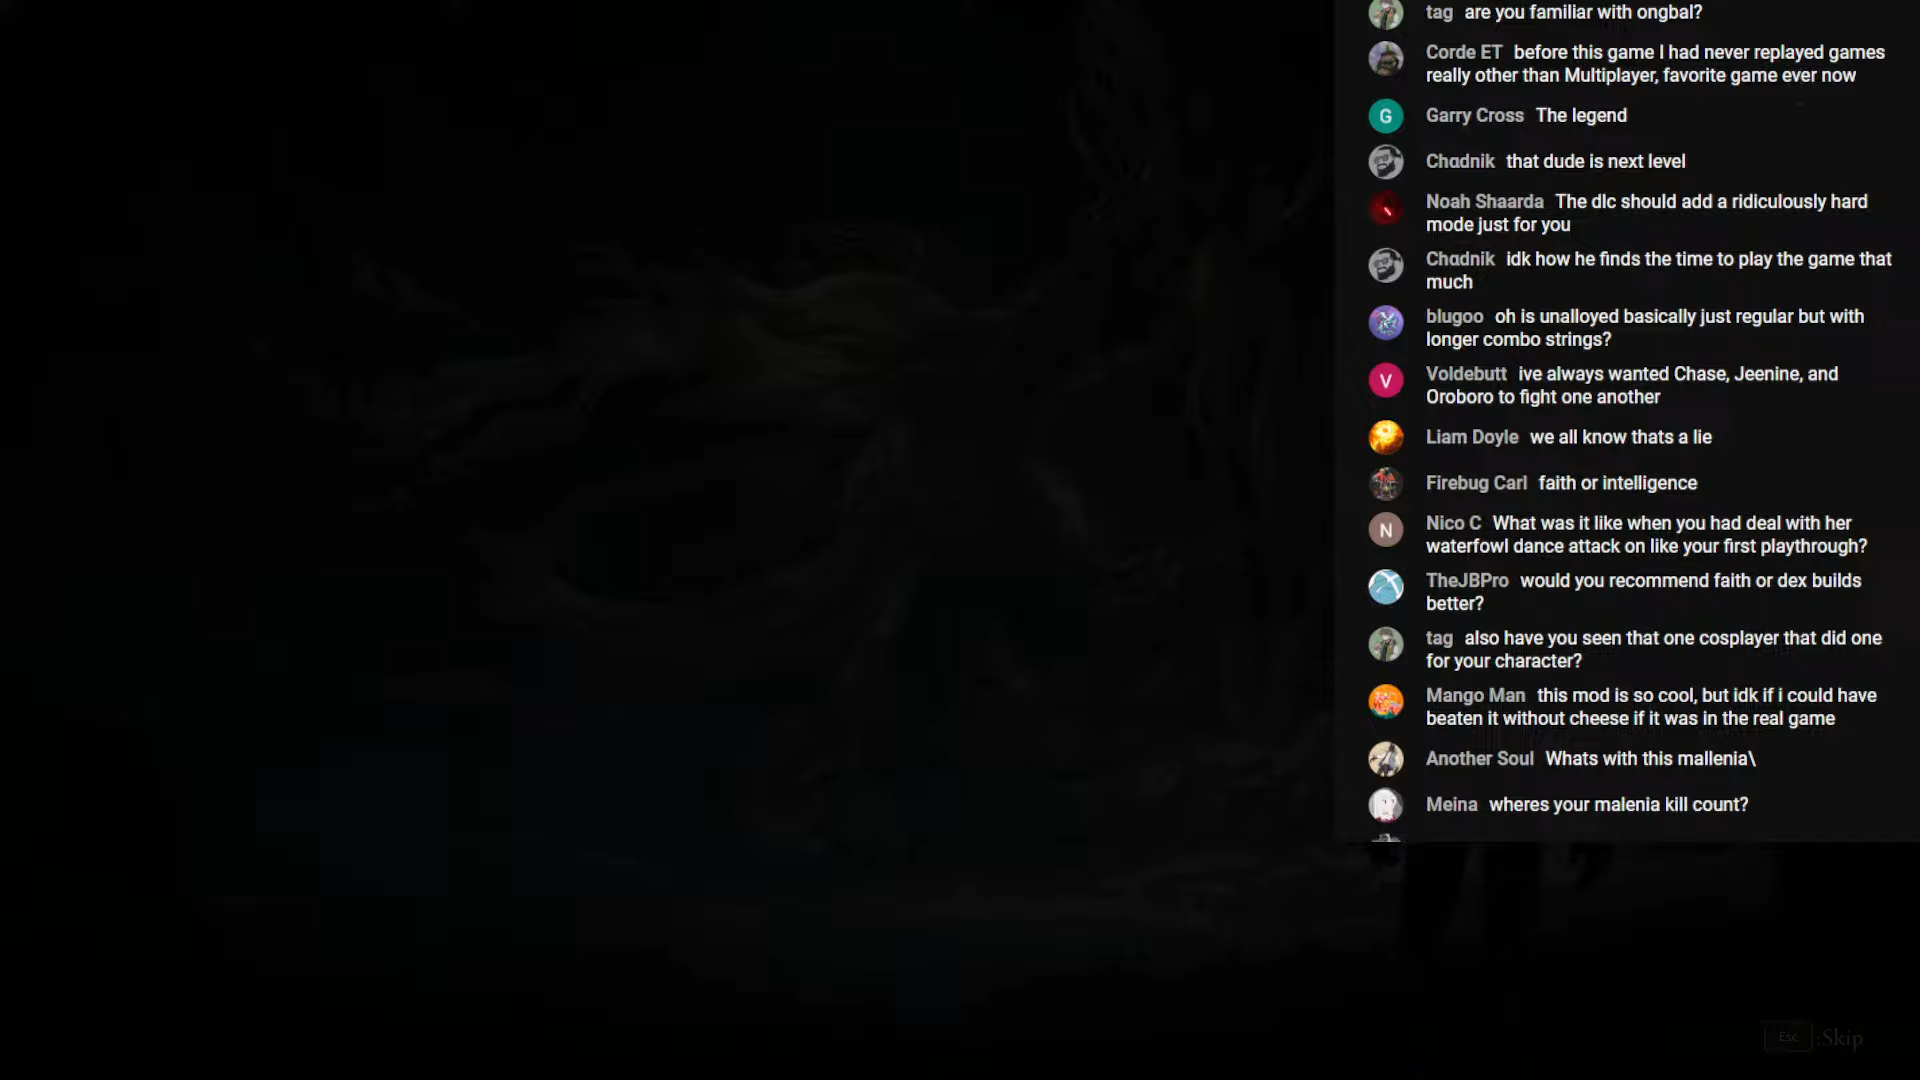 tag are you familiar with ongbal?
Corde ET before this game I had never replayed games
really other than Multiplayer, favorite game ever now
G
Garry Cross The legend
Chadnik that dude is next level
Noah Shaarda The dlc should add a ridiculously hard
mode just for you
Chadnik idk how he finds the time to play the game that
much
blugoo oh is unalloyed basically just regular but with
longer combo strings?
V
Voldebutt ive always wanted Chase, Jeenine, and
Oroboro to fight one another
Liam Doyle we all know thats a lie
Firebug Carl faith or intelligence
N
Nico C What was it like when you had deal with her
waterfowl dance attack on like your first playthrough?
TheJBPro would you recommend faith or dex builds
better?
tag also have you seen that one cosplayer that did one
for your character?
Mango Man this mod is so cool, but idk if i could have
beaten it without cheese if it was in the real game
Another Soul Whats with this mallenia\
Meina wheres your malenia kill count?
Esc :Skip